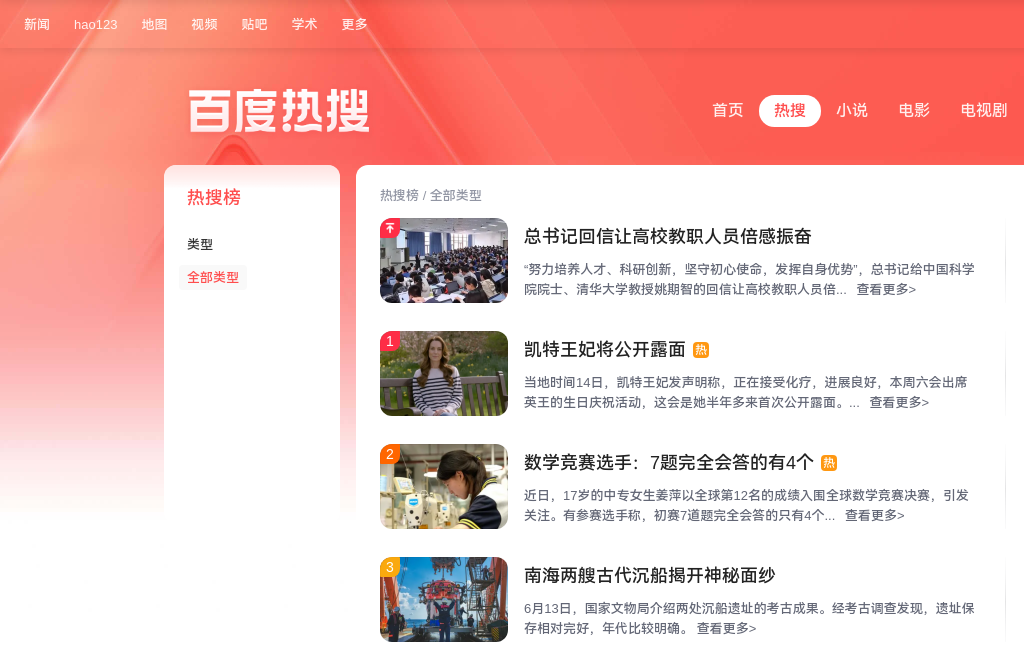 新闻 hao123 地图 视频 贴吧 学术 更多
百度热搜
首页 热搜 小说 电影 电视剧
热搜榜
类型
全部类型
热搜榜 / 全部类型
总书记回信让高校教职人员倍感振奋
“努力培养人才、科研创新，坚守初心使命，发挥自身优势”，总书记给中国科学
院院士、清华大学教授姚期智的回信让高校教职人员倍... 查看更多>
1
凯特王妃将公开露面 热
当地时间14日，凯特王妃发声明称，正在接受化疗，进展良好，本周六会出席
英王的生日庆祝活动，这会是她半年多来首次公开露面。... 查看更多>
2
数学竞赛选手：7题完全会答的有4个 热
近日，17岁的中专女生姜萍以全球第12名的成绩入围全球数学竞赛决赛，引发
关注。有参赛选手称，初赛7道题完全会答的只有4个... 查看更多>
3
南海两艘古代沉船揭开神秘面纱
6月13日，国家文物局介绍两处沉船遗址的考古成果。经考古调查发现，遗址保
存相对完好，年代比较明确。 查看更多>